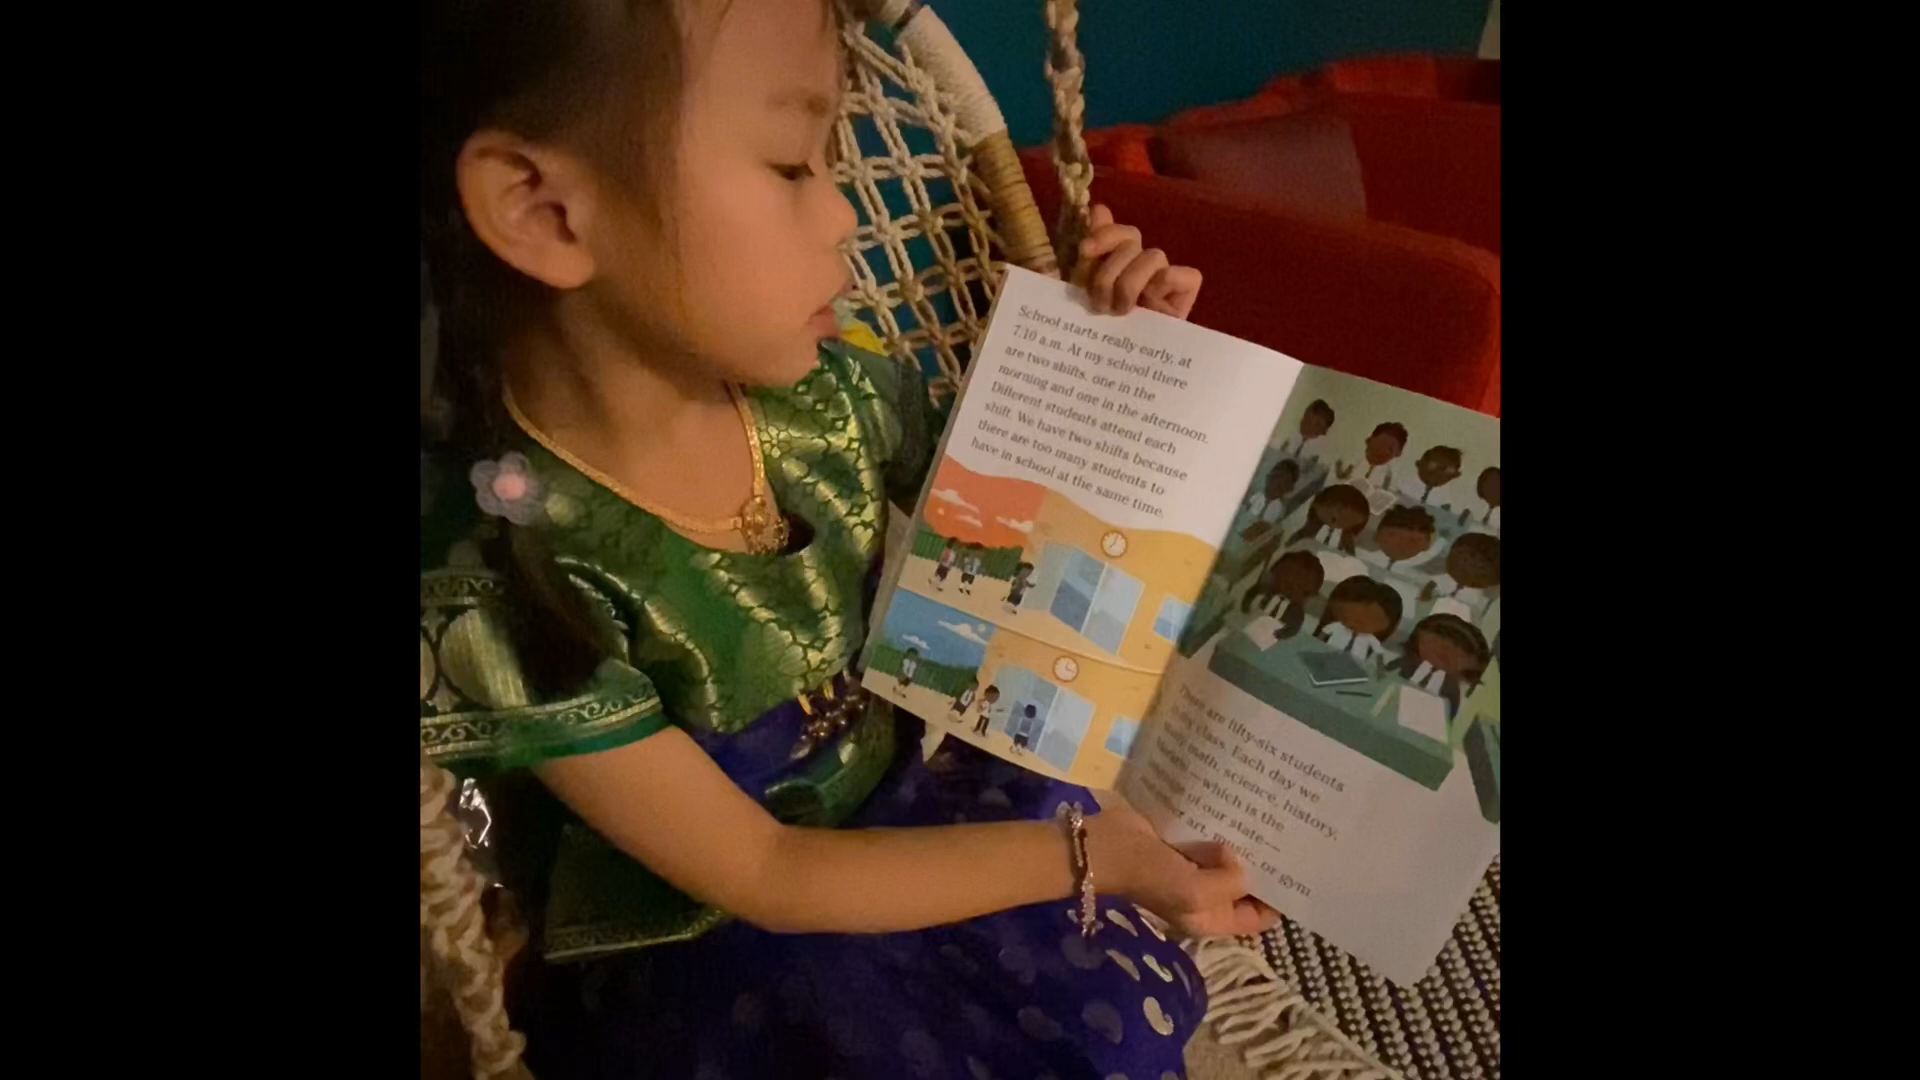 School starts really early, at
7:10 a.m. At my school there
are two shifts, one in the
morning and one in the afternoon.
Different students attend each
shift. We have two shifts because
there are too many students to
have in school at the same time.
There are fifty-six students
class. Each day we
math, science, history,
—which is the
of our state—
art, music, or gym